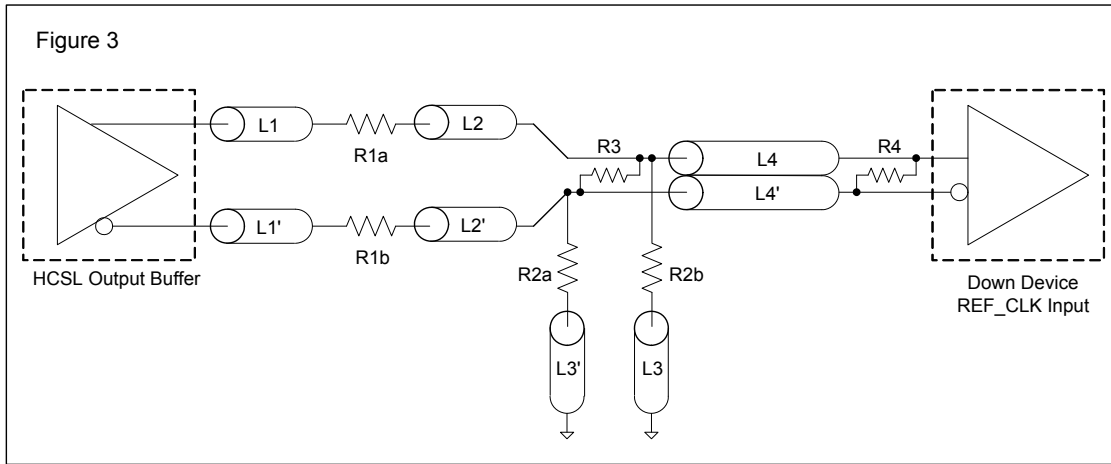 Figure 3
L1
R1a
L2
R3
L4
R4
L4'
L1'
R1b
L2'
HCSL Output Buffer
R2a
R2b
Down Device
REF_CLK Input
L3'
L3